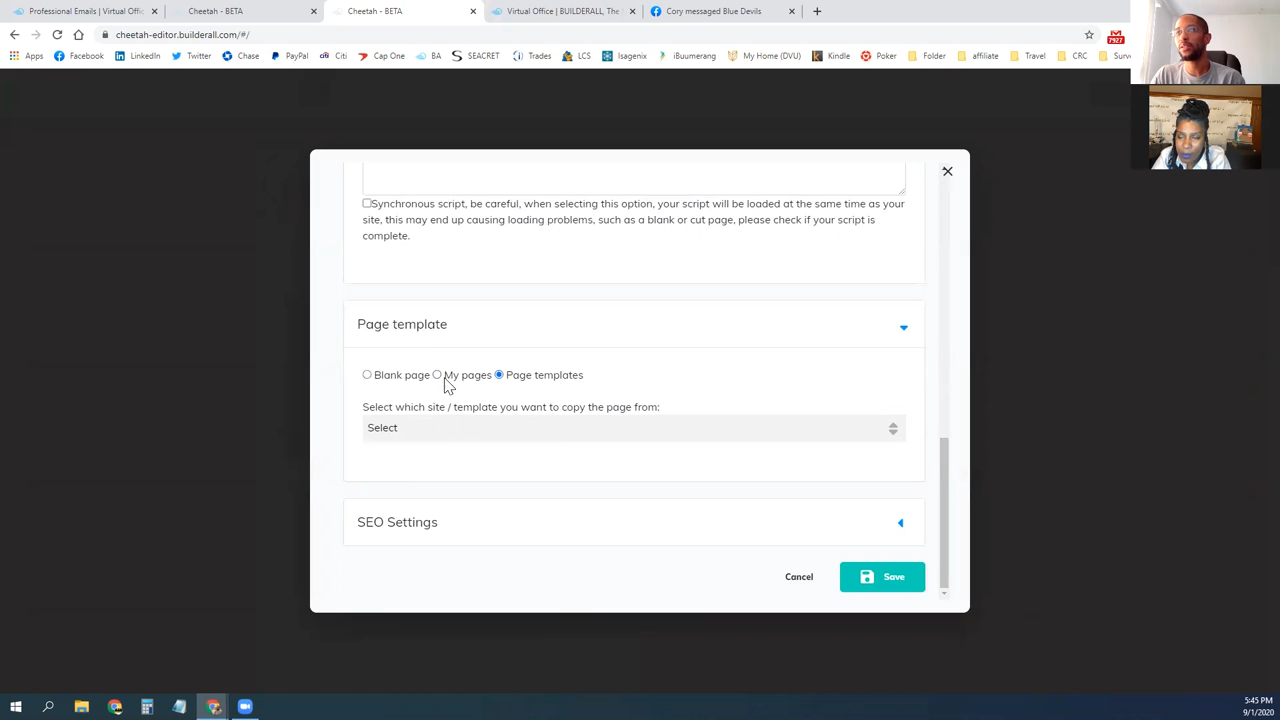 Professional Emails | Virtual Offic
Cheetah - BETA
Cheetah - BETA
Virtual Office | BUILDERALL, The
Cory messaged Blue Devils
cheetah-editor.builderall.com/#/
7927
Apps
Facebook
LinkedIn
Twitter
Chase
PayPal
Citi
Cap One
BA
SEACRET
Trades
LCS
Isagenix
iBuumerang
My Home (DVU)
Kindle
Poker
Folder
affiliate
Travel
CRC
Surve
Synchronous script, be careful, when selecting this option, your script will be loaded at the same time as your
site, this may end up causing loading problems, such as a blank or cut page, please check if your script is
complete.
Page template
Blank page My pages Page templates
Select which site / template you want to copy the page from:
Select
SEO Settings
Cancel
Save
5:45 PM
9/1/2020